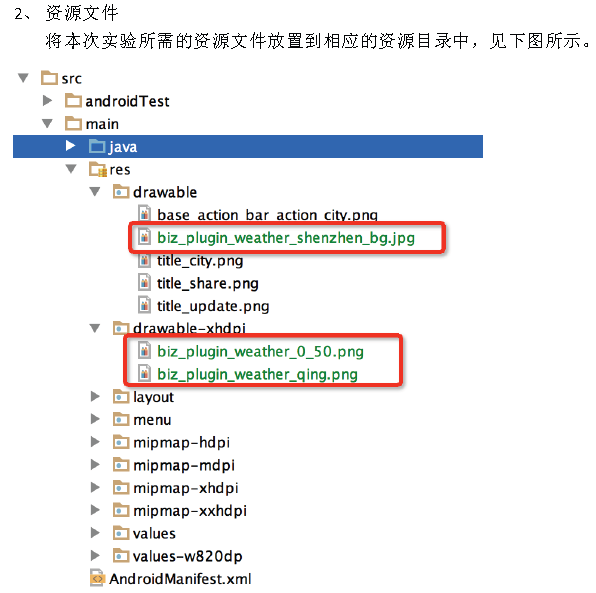 2、 资源文件
将本次实验所需的资源文件放置到相应的资源目录中，见下图所示。
src
androidTest
main
java
res
drawable
base_action_bar_action_city.png
biz_plugin_weather_shenzhen_bg.jpg
title_city.png
title_share.png
title_update.png
drawable-xhdpi
biz_plugin_weather_0_50.png
biz_plugin_weather_qing.png
layout
menu
mipmap-hdpi
mipmap-mdpi
mipmap-xhdpi
mipmap-xxhdpi
values
values-w820dp
AndroidManifest.xml